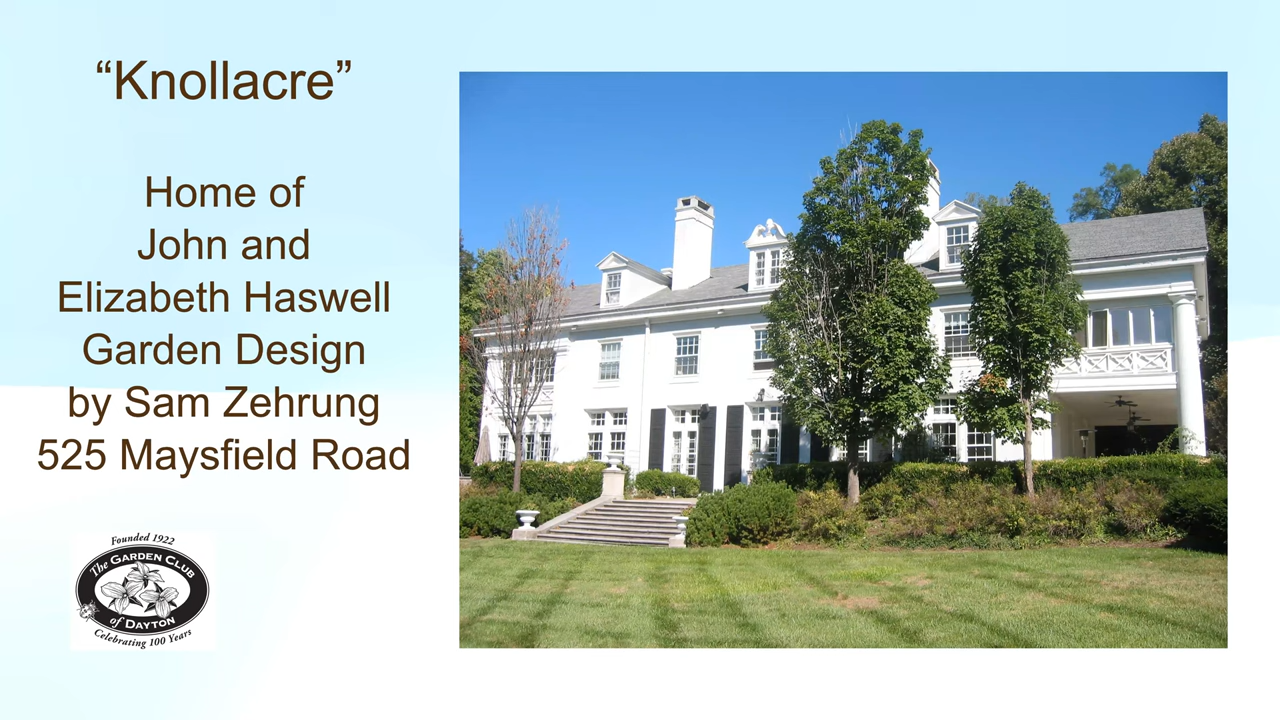 “Knollacre”
Home of
John and
Elizabeth Haswell
Garden Design
by Sam Zehrung
525 Maysfield Road
Founded 1922
The Garden Club
of Dayton
Celebrating 100 Years